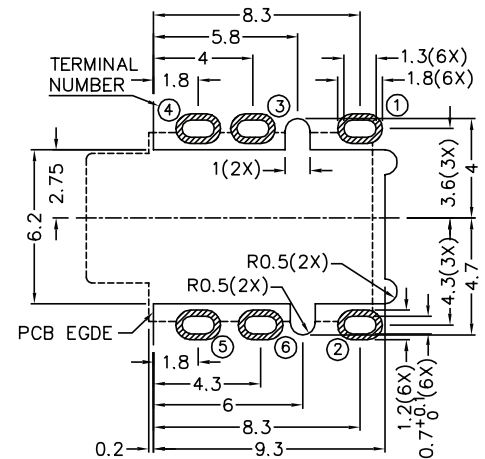 8.3
5.8
4
1.8
TERMINAL
NUMBER
1.3(6X)
1.8(6X)
4
3
1
1(2X)
2.75
6.2
3.6(3X)
4
4.3(3X)
4.7
R0.5(2X)
R0.5(2X)
PCB EGDE
5
6
2
1.8
4.3
6
8.3
0.2
9.3
1.2(6X)
0.7+0.1 0 (6X)